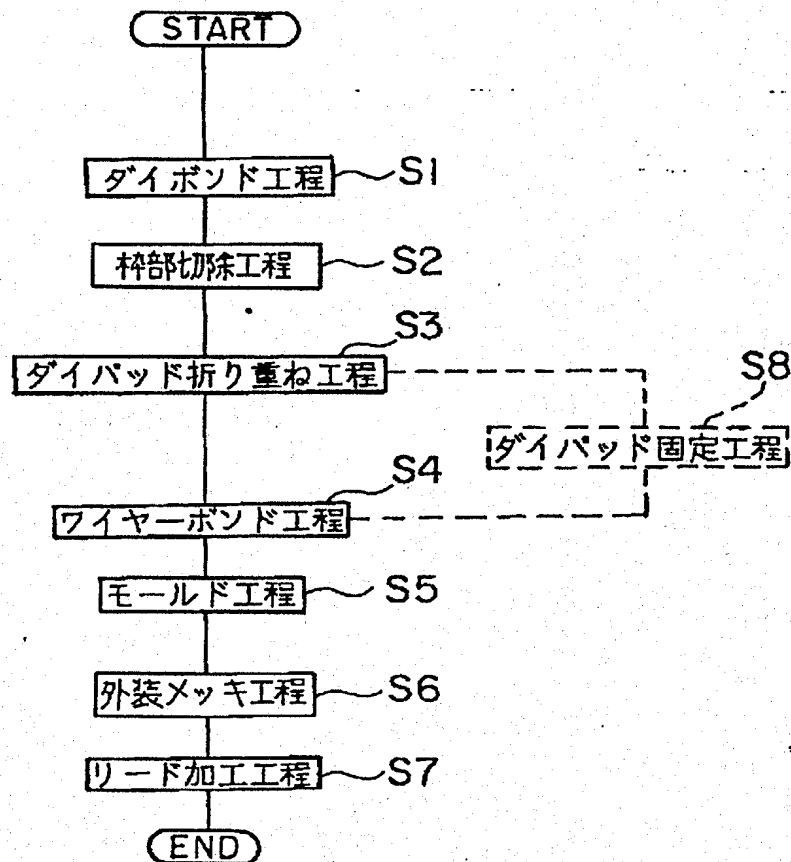 START
ダイボンド工程 S1
枠部切除工程 S2
S3
ダイパッド折り重ね工程
S8
ダイパッド固定工程
S4
ワイヤーボンド工程
モールド工程 S5
外装メッキ工程 S6
リード加工工程 S7
END